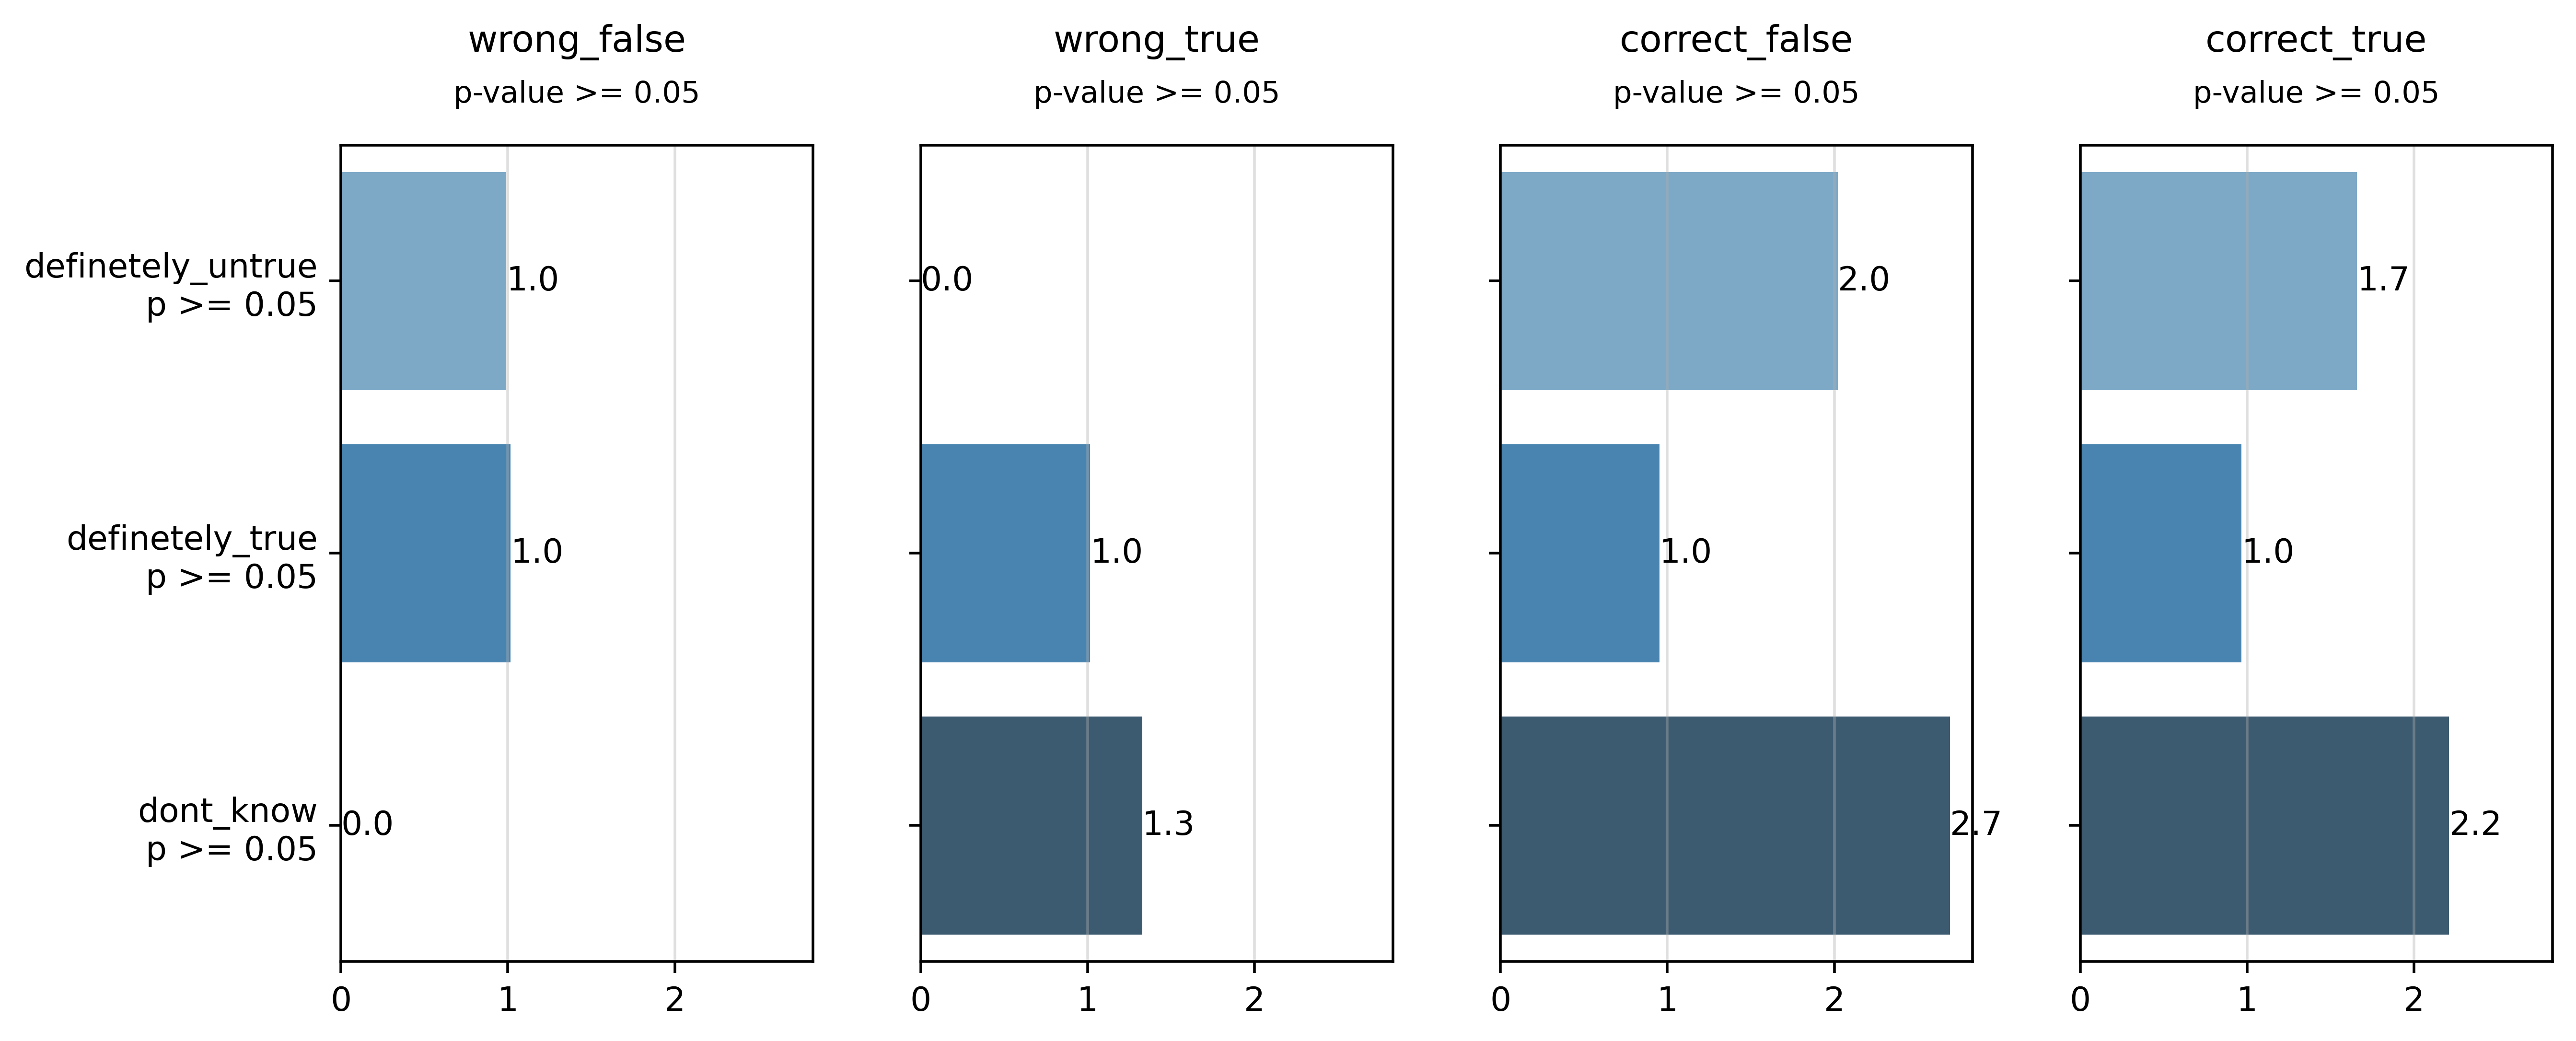 wrong_false
p-value >= 0.05
wrong_true
p-value >= 0.05
correct_false
p-value >= 0.05
correct_true
p-value >= 0.05
definetely_untrue
p >= 0.05
1.0
0.0
2.0
1.7
definetely_true
p >= 0.05
1.0
1.0
1.0
1.0
dont_know
p >= 0.05
0.0
1.3
2.7
2.2
0 1 2
0 1 2
0 1 2
0 1 2